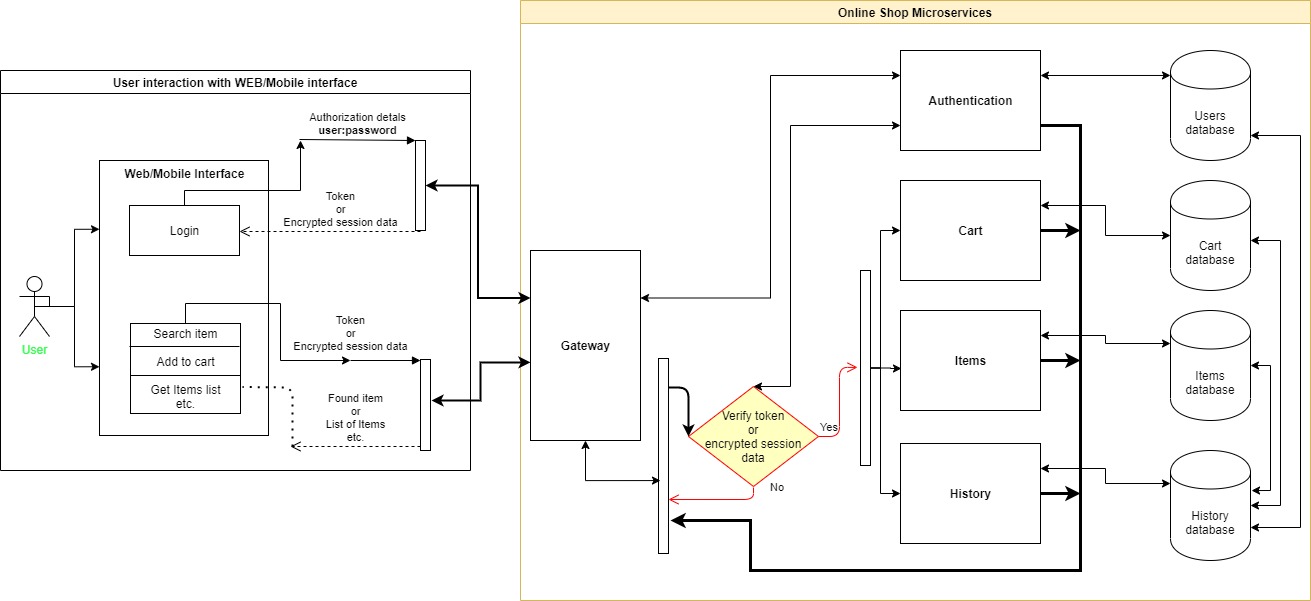 Online Shop Microservices
User interaction with WEB/Mobile interface
Authorization detals
user:password
Web/Mobile Interface
Login
Token
or
Encrypted session data
User
Search item
Add to cart
Get Items list
etc.
Token
or
Encrypted session data
Found item
or
List of Items
etc.
Gateway
Verify token
or
encrypted session
data
Yes
No
Authentication
Cart
Items
History
Users
database
Cart
database
Items
database
History
database